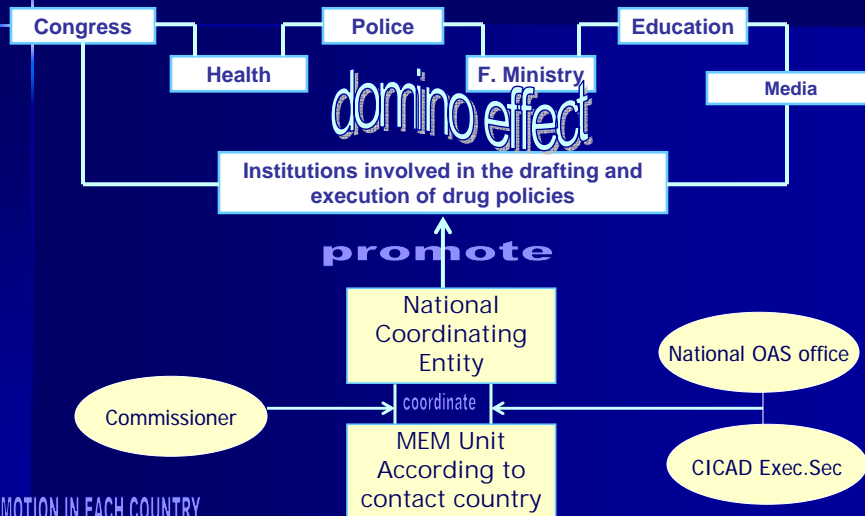 Congress
Police
Education
Health
F. Ministry
Media
domino effect
Institutions involved in the drafting and
execution of drug policies
promote
National
Coordinating
Entity
National OAS office
Commissioner
coordinate
MEM Unit
According to
contact country
CICAD Exec.Sec
MOTION IN EACH COUNTRY